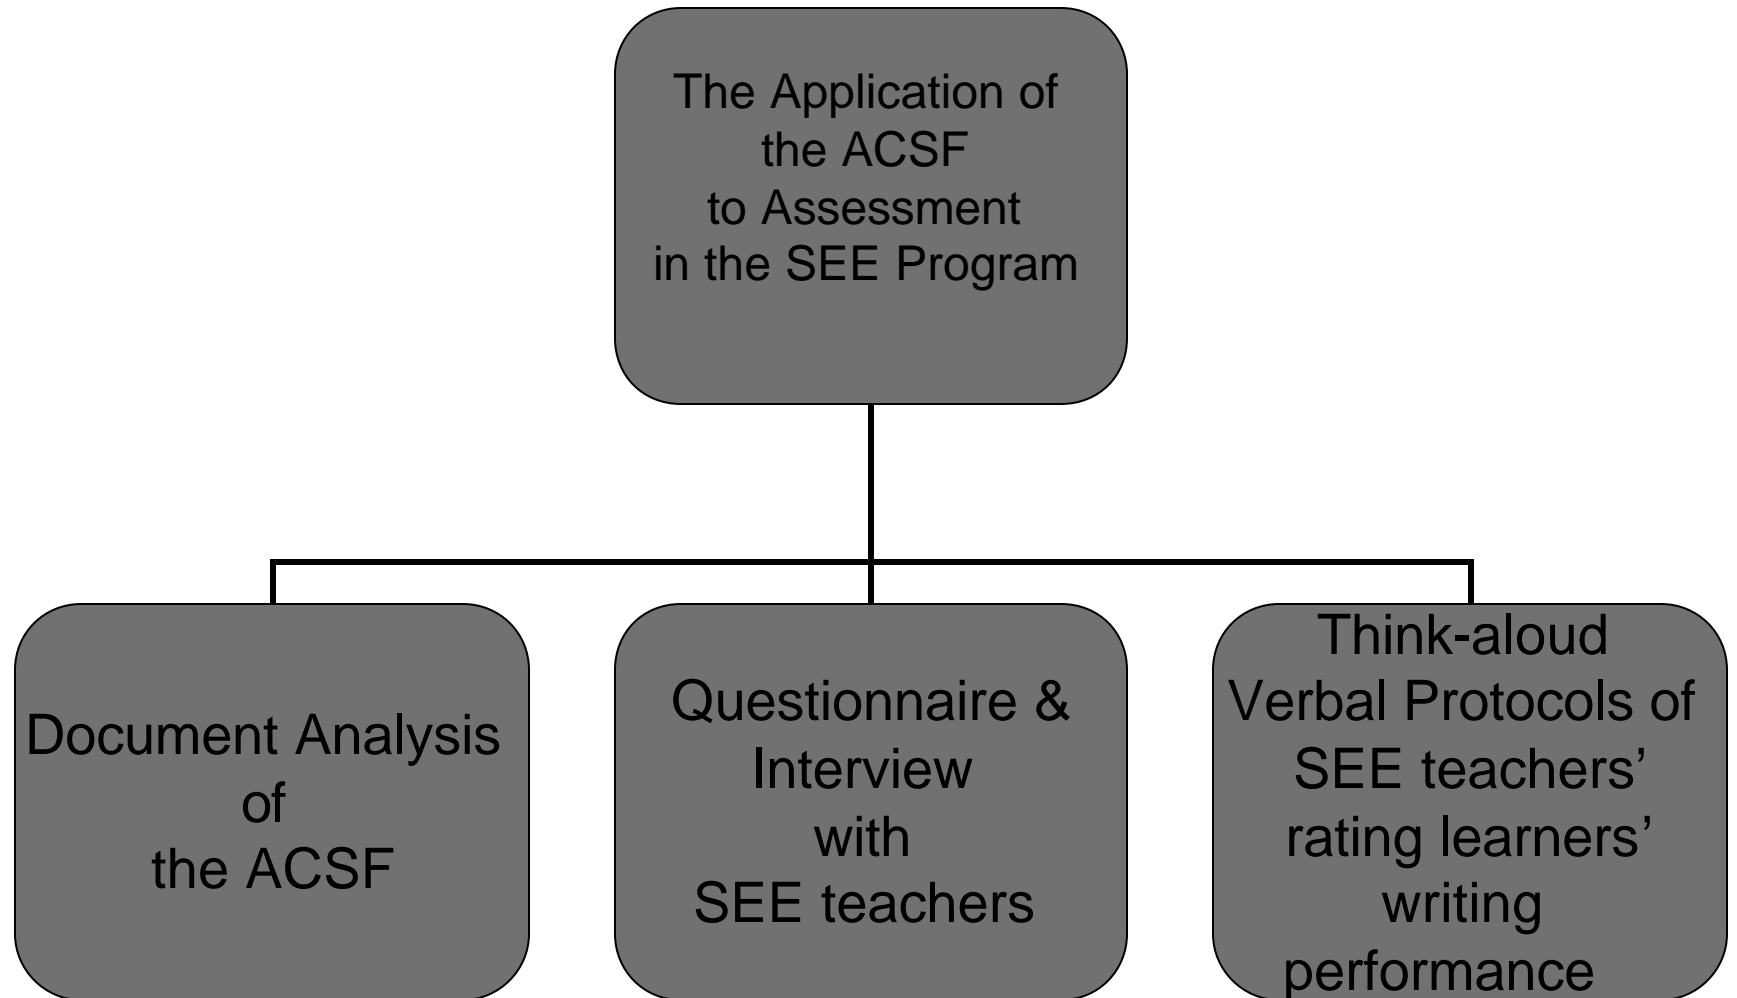 The Application of
the ACSF
to Assessment
in the SEE Program
Document Analysis
of
the ACSF
Questionnaire &
Interview
with
SEE teachers
Think-aloud
Verbal Protocols of
SEE teachers’
rating learners’
writing
performance